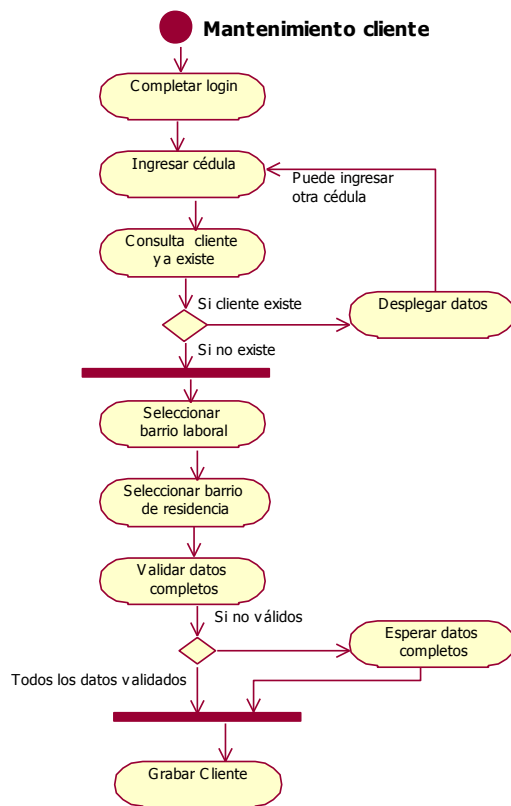 Mantenimiento cliente
Completar login
Ingresar cédula
Puede ingresar
otra cédula
Consulta cliente
ya existe
Si cliente existe
Desplegar datos
Si no existe
Seleccionar
barrio laboral
Seleccionar barrio
de residencia
Validar datos
completos
Si no válidos
Esperar datos
completos
Todos los datos validados
Grabar Cliente